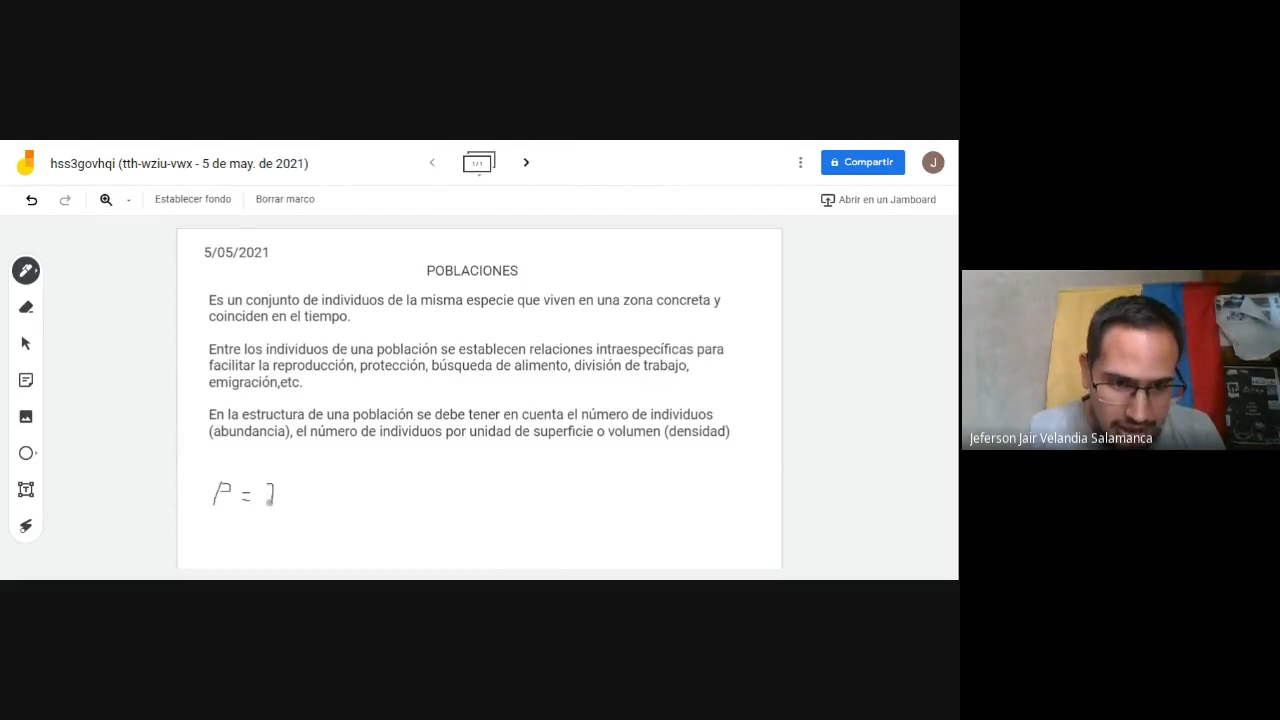 hss3govhqi (tth-wziu-vwx - 5 de may. de 2021)
1/1
Compartir
J
Establecer fondo
Borrar marco
Abrir en un Jamboard
5/05/2021
POBLACIONES
Es un conjunto de individuos de la misma especie que viven en una zona concreta y
coinciden en el tiempo.
Entre los individuos de una población se establecen relaciones intraespecíficas para
facilitar la reproducción, protección, búsqueda de alimento, división de trabajo,
emigración,etc.
En la estructura de una población se debe tener en cuenta el número de individuos
(abundancia), el número de individuos por unidad de superficie o volumen (densidad)
P =
Jeferson Jair Velandia Salamanca